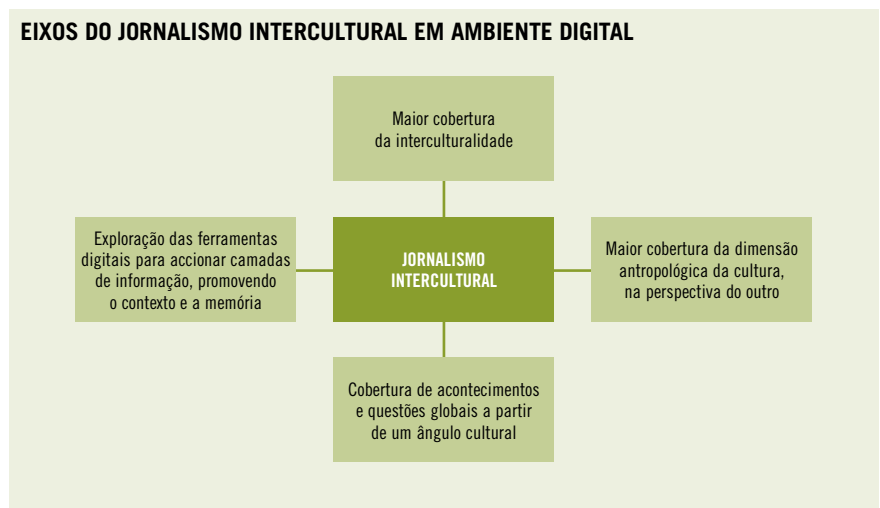 EIXOS DO JORNALISMO INTERCULTURAL EM AMBIENTE DIGITAL
Maior cobertura
da interculturalidade
Exploração das ferramentas
digitais para accionar camadas
de informação, promovendo
o contexto e a memória
JORNALISMO
INTERCULTURAL
Maior cobertura da dimensão
antropológica da cultura,
na perspectiva do outro
Cobertura de acontecimentos
e questões globais a partir
de um ângulo cultural